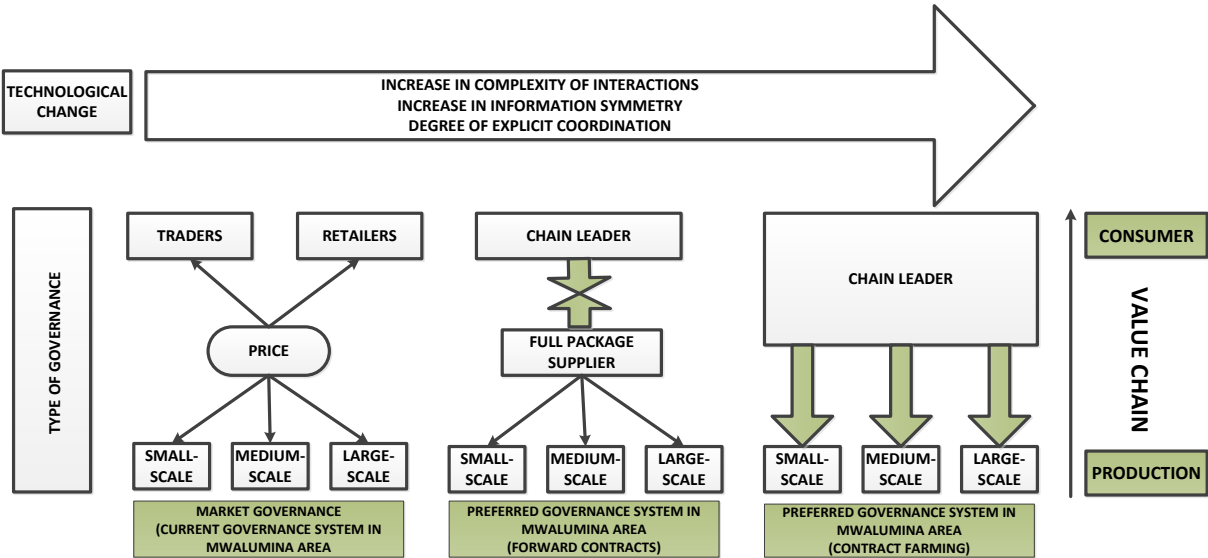 TECHNOLOGICAL
CHANGE
INCREASE IN COMPLEXITY OF INTERACTIONS
INCREASE IN INFORMATION SYMMETRY
DEGREE OF EXPLICIT COORDINATION
TYPE OF GOVERNANCE
TRADERS
RETAILERS
PRICE
SMALL-
SCALE
MEDIUM-
SCALE
LARGE-
SCALE
MARKET GOVERNANCE
(CURRENT GOVERNANCE SYSTEM IN
MWALUMINA AREA
CHAIN LEADER
FULL PACKAGE
SUPPLIER
SMALL-
SCALE
MEDIUM-
SCALE
LARGE-
SCALE
PREFERRED GOVERNANCE SYSTEM IN
MWALUMINA AREA
(FORWARD CONTRACTS)
CHAIN LEADER
SMALL-
SCALE
MEDIUM-
SCALE
LARGE-
SCALE
PREFERRED GOVERNANCE SYSTEM IN
MWALUMINA AREA
(CONTRACT FARMING)
CONSUMER
VALUE CHAIN
PRODUCTION